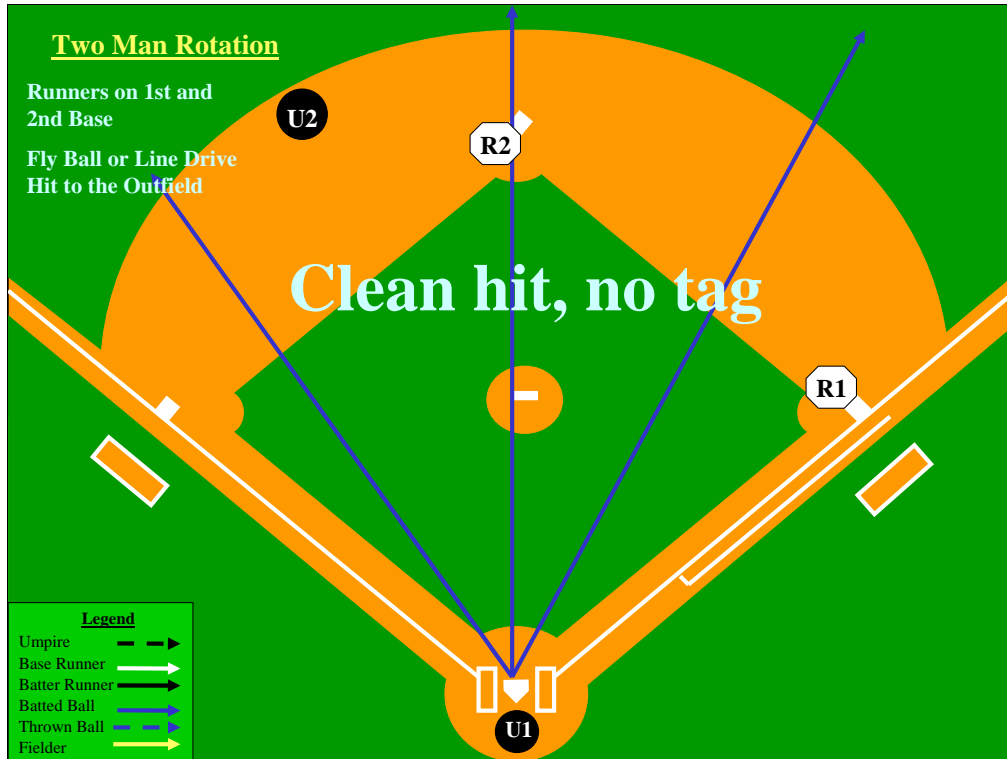 Two Man Rotation
Runners on 1st and
2nd Base
Fly Ball or Line Drive
Hit to the Outfield
U2
R2
Clean hit, no tag
R1
U1
Legend
Umpire
Base Runner
Batter Runner
Batted Ball
Thrown Ball
Fielder